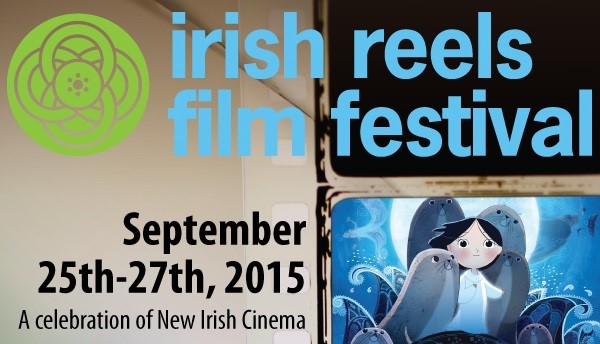 irish reels
film festival
September
25th-27th, 2015
A celebration of New Irish Cinema